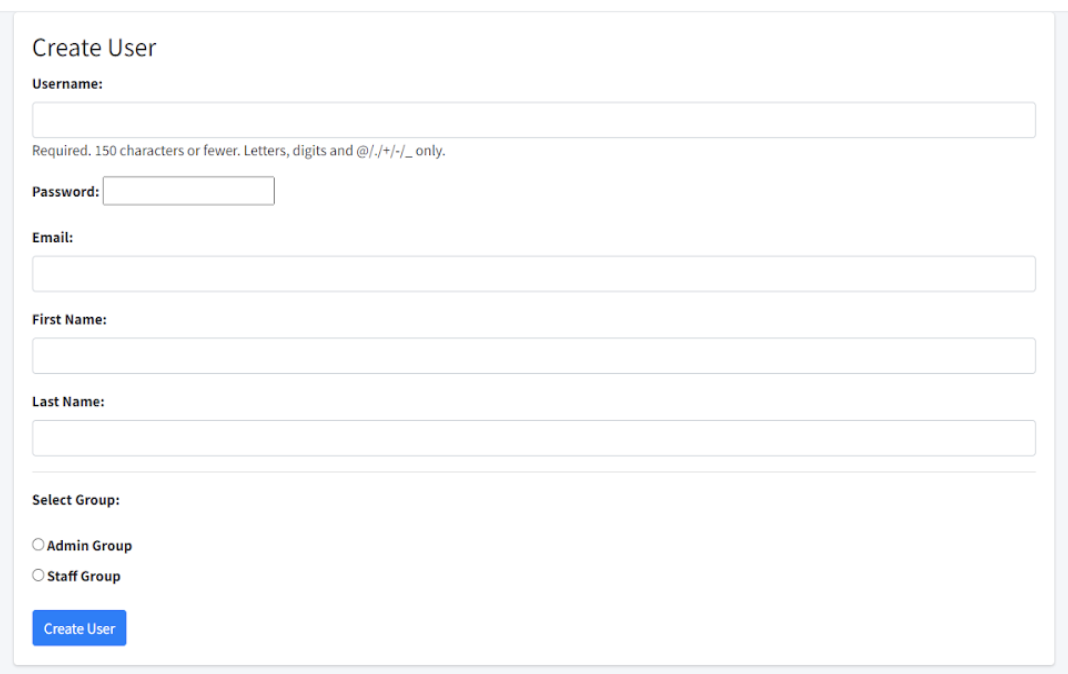 Create User
Username:
Required. 150 characters or fewer. Letters, digits and @/./+/-/_ only.
Password:
Email:
First Name:
Last Name:
Select Group:
Admin Group
Staff Group
Create User